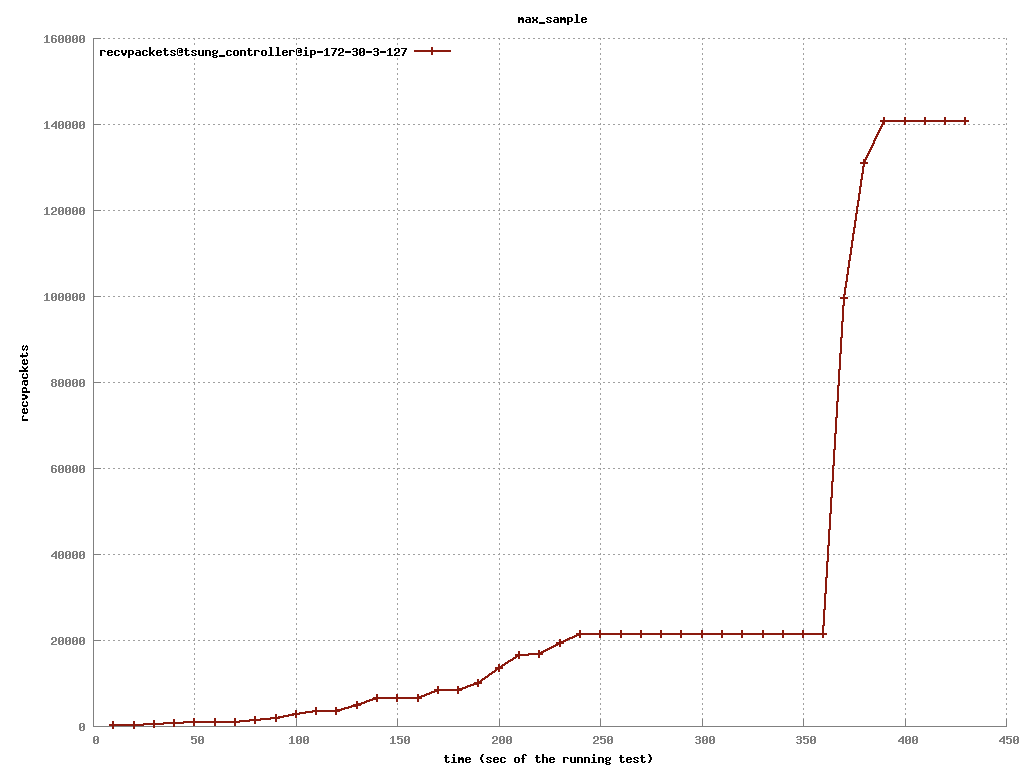 max_sample
160000
recvpackets@tsung_controller@ip-172-30-3-127
140000
120000
100000
80000
recvpackets
60000
40000
20000
0
0 50 100 150 200 250 300 350 400 450
time (sec of the running test)